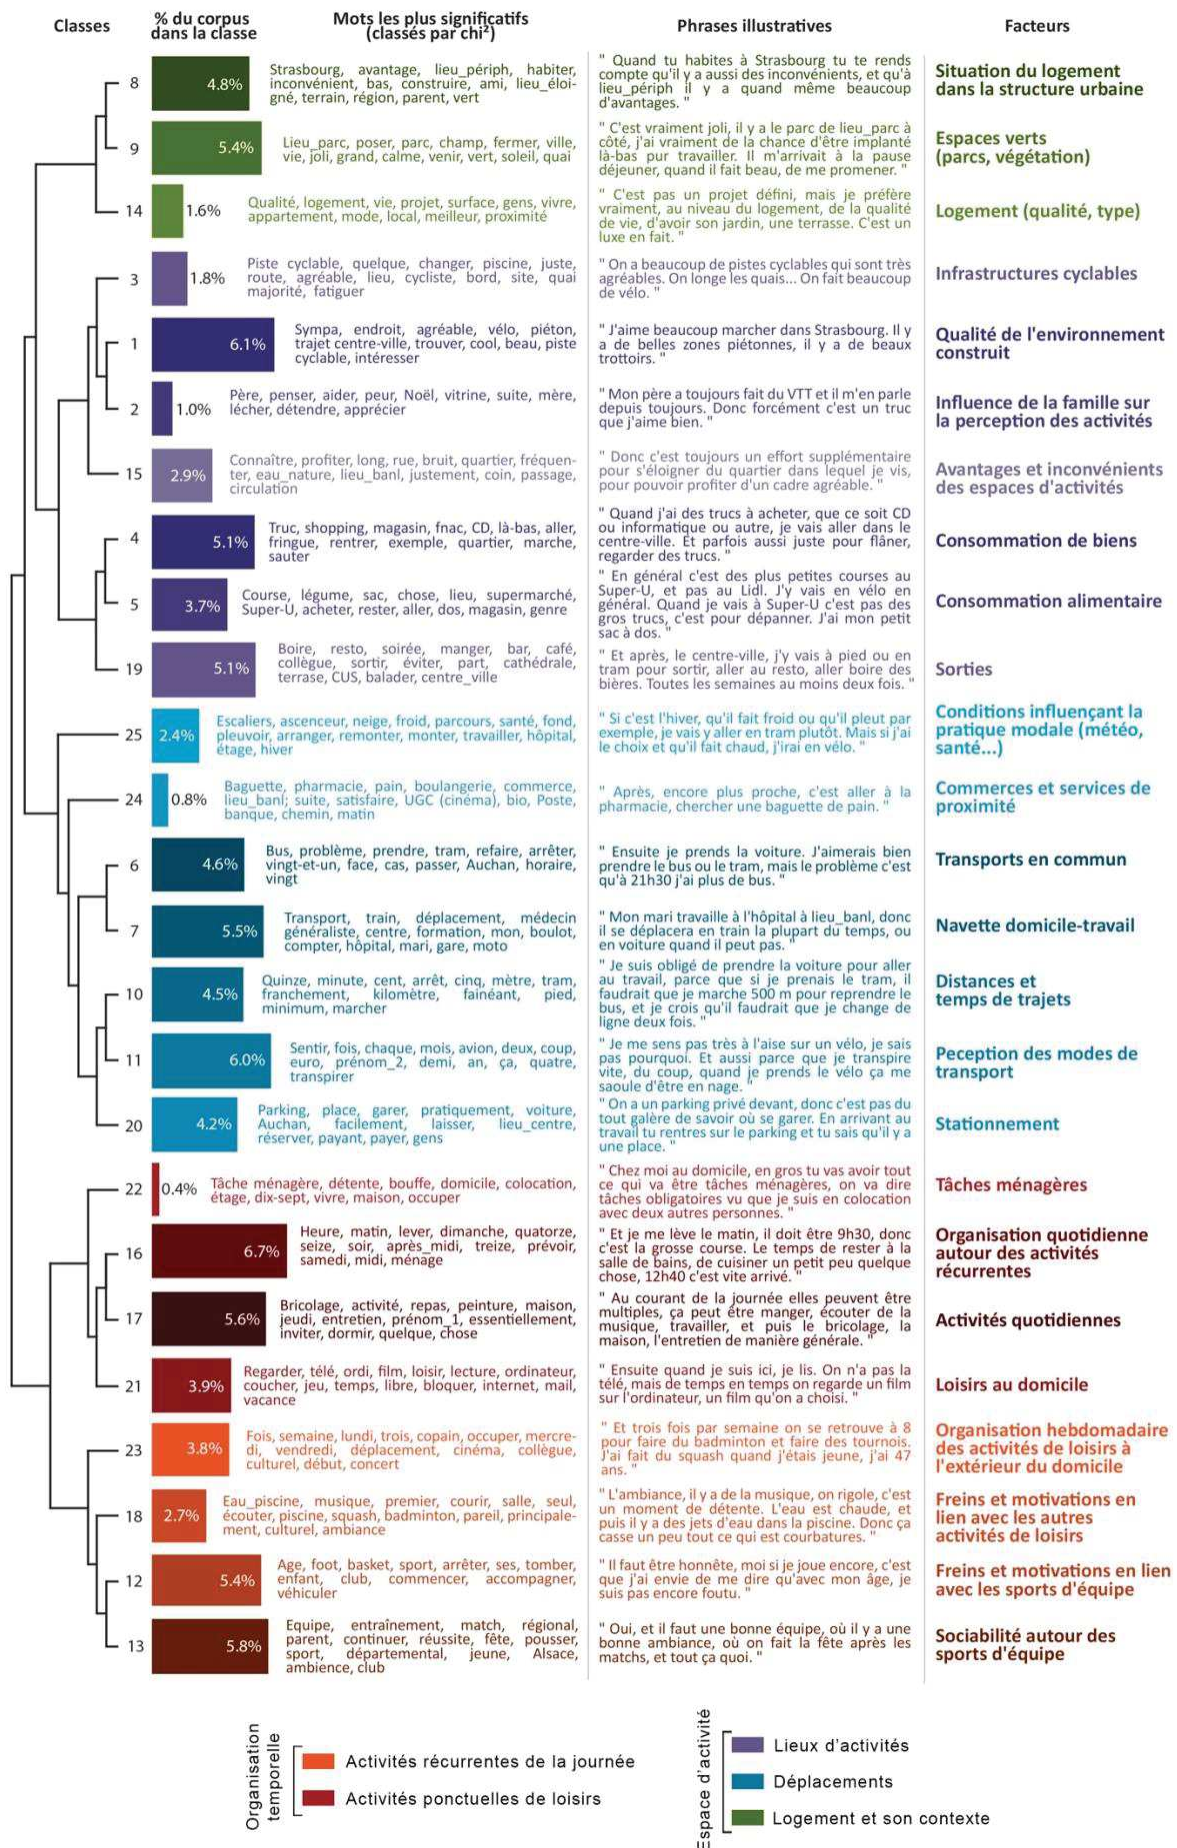 Classes
% du corpus
dans la classe
Mots les plus significatifs
(classés par chi²)
Phrases illustratives
Facteurs
8
4.8%
Strasbourg, avantage, lieu_périph, habiter,
inconvénient, bas, construire, ami, lieu_éloi-
gné, terrain, région, parent, vert
" Quand tu habites à Strasbourg tu te rends
compte qu'il y a aussi des inconvénients, et qu'à
lieu_périph il y a quand même beaucoup
d'avantages. "
Situation du logement
dans la structure urbaine
9
5.4%
Lieu_parc, poser, parc, champ, fermer, ville,
vie, joli, grand, calme, venir, vert, soleil, quai
" C'est vraiment joli, il y a le parc de lieu_parc à
côté, j'ai vraiment de la chance d'être implanté
là-bas pur travailler. Il m'arrivait à la pause
déjeuner, quand il fait beau, de me promener. "
Espaces verts
(parcs, végétation)
14
1.6%
Qualité, logement, vie, projet, surface, gens, vivre,
appartement, mode, local, meilleur, proximité
" C'est pas un projet défini, mais je préfère
vraiment, au niveau du logement, de la qualité
de vie, d'avoir son jardin, une terrasse. C'est un
luxe en fait. "
Logement (qualité, type)
3
1.8%
Piste cyclable, quelque, changer, piscine, juste,
route, agréable, lieu, cycliste, bord, site, quai
majorité, fatiguer
" On a beaucoup de pistes cyclables qui sont très
agréables. On longe les quais... On fait beaucoup
de vélo. "
Infrastructures cyclables
1
6.1%
Sympa, endroit, agréable, vélo, piéton,
trajet centre-ville, trouver, cool, beau, piste
cyclable, intéresser
" J'aime beaucoup marcher dans Strasbourg. Il y
a de belles zones piétonnes, il y a de beaux
trottoirs. "
Qualité de l'environnement
construit
2
1.0%
Père, penser, aider, peur, Noël, vitrine, suite, mère,
lécher, détendre, apprécier
" Mon père a toujours fait du VTT et il m'en parle
depuis toujours. Donc forcément c'est un truc
que j'aime bien. "
Influence de la famille sur
la perception des activités
15
2.9%
Connaître, profiter, long, rue, bruit, quartier, fréquen-
ter, eau_nature, lieu_banl, justement, coin, passage,
circulation
" Donc c'est toujours un effort supplémentaire
pour s'éloigner du quartier dans lequel je vis,
pour pouvoir profiter d'un cadre agréable. "
Avantages et inconvénients
des espaces d'activités
4
5.1%
Truc, shopping, magasin, fnac, CD, là-bas, aller,
fringue, rentrer, exemple, quartier, marche,
sauter
" Quand j'ai des trucs à acheter, que ce soit CD
ou informatique ou autre, je vais aller dans le
centre-ville. Et parfois aussi juste pour flâner,
regarder des trucs. "
Consommation de biens
5
3.7%
Course, légume, sac, chose, lieu, supermarché,
Super-U, acheter, rester, aller, dos, magasin, genre
" En général c'est des plus petites courses au
Super-U, et pas au Lidl. J'y vais en vélo en
général. Quand je vais à Super-U c'est pas des
gros trucs, c'est pour dépanner. J'ai mon petit
sac à dos. "
Consommation alimentaire
19
5.1%
Boire, resto, soirée, manger, bar, café,
collègue, sortir, éviter, part, cathédrale,
terrase, CUS, balader, centre_ville
" Et après, le centre-ville, j'y vais à pied ou en
tram pour sortir, aller au resto, aller boire des
bières. Toutes les semaines au moins deux fois. "
Sorties
25
2.4%
Escaliers, ascenceur, neige, froid, parcours, santé, fond,
pleuvoir, arranger, remonter, monter, travailler, hôpital,
étage, hiver
" Si c'est l'hiver, qu'il fait froid ou qu'il pleut par
exemple, je vais y aller en tram plutôt. Mais si j'ai
le choix et qu'il fait chaud, j'irai en vélo. "
Conditions influençant la
pratique modale (météo,
santé...)
24
0.8%
Baguette, pharmacie, pain, boulangerie, commerce,
lieu_banl; suite, satisfaire, UGC (cinéma), bio, Poste,
banque, chemin, matin
" Après, encore plus proche, c'est aller à la
pharmacie, chercher une baguette de pain. "
Commerces et services de
proximité
6
4.6%
Bus, problème, prendre, tram, refaire, arrêter,
vingt-et-un, face, cas, passer, Auchan, horaire,
vingt
" Ensuite je prends la voiture. J'aimerais bien
prendre le bus ou le tram, mais le problème c'est
qu'à 21h30 j'ai plus de bus. "
Transports en commun
7
5.5%
Transport, train, déplacement, médecin
généraliste, centre, formation, mon, boulot,
compter, hôpital, mari, gare, moto
" Mon mari travaille à l'hôpital à lieu_banl, donc
il se déplacera en train la plupart du temps, ou
en voiture quand il peut pas. "
Navette domicile-travail
10
4.5%
Quinze, minute, cent, arrêt, cinq, mètre, tram,
franchement, kilomètre, fainéant, pied,
minimum, marcher
" Je suis obligé de prendre la voiture pour aller
au travail, parce que si je prenais le tram, il
faudrait que je marche 500 m pour reprendre le
bus, et je crois qu'il faudrait que je change de
ligne deux fois. "
Distances et
temps de trajets
11
6.0%
Sentir, fois, chaque, mois, avion, deux, coup,
euro, prénom_2, demi, an, ça, quatre,
transpirer
" Je me sens pas très à l'aise sur un vélo, je sais
pas pourquoi. Et aussi parce que je transpire
vite, du coup, quand je prends le vélo ça me
saoule d'être en nage. "
Peception des modes de
transport
20
4.2%
Parking, place, garer, pratiquement, voiture,
Auchan, facilement, laisser, lieu_centre,
réserver, payant, payer, gens
" On a un parking privé devant, donc c'est pas du
tout galère de savoir où se garer. En arrivant au
travail tu rentres sur le parking et tu sais qu'il y a
une place. "
Stationnement
22
0.4%
Tâche ménagère, détente, bouffe, domicile, colocation,
étage, dix-sept, vivre, maison, occuper
" Chez moi au domicile, en gros tu vas avoir tout
ce qui va être tâches ménagères, on va dire
tâches obligatoires vu que je suis en colocation
avec deux autres personnes. "
Tâches ménagères
16
6.7%
Heure, matin, lever, dimanche, quatorze,
seize, soir, après_midi, treize, prévoir,
samedi, midi, ménage
" Et je me lève le matin, il doit être 9h30, donc
c'est la grosse course. Le temps de rester à la
salle de bains, de cuisiner un petit peu quelque
chose, 12h40 c'est vite arrivé. "
Organisation quotidienne
autour des activités
récurrentes
17
5.6%
Bricolage, activité, repas, peinture, maison,
jeudi, entretien, prénom_1, essentiellement,
inviter, dormir, quelque, chose
" Au courant de la journée elles peuvent être
multiples, ça peut être manger, écouter de la
musique, travailler, et puis le bricolage, la
maison, l'entretien de manière générale. "
Activités quotidiennes
21
3.9%
Regarder, télé, ordi, film, loisir, lecture, ordinateur,
coucher, jeu, temps, libre, bloquer, internet, mail,
vacance
" Ensuite quand je suis ici, je lis. On n'a pas la
télé, mais de temps en temps on regarde un film
sur l'ordinateur, un film qu'on a choisi. "
Loisirs au domicile
23
3.8%
Fois, semaine, lundi, trois, copain, occuper, mercre-
di, vendredi, déplacement, cinéma, collègue,
culturel, début, concert
" Et trois fois par semaine on se retrouve à 8
pour faire du badminton et faire des tournois.
J'ai fait du squash quand j'étais jeune, j'ai 47
ans. "
Organisation hebdomadaire
des activités de loisirs à
l'extérieur du domicile
18
2.7%
Eau_piscine, musique, premier, courir, salle, seul,
écouter, piscine, squash, badminton, pareil, principale-
ment, culturel, ambiance
" L'ambiance, il y a de la musique, on rigole, c'est
un moment de détente. L'eau est chaude, et
puis il y a des jets d'eau dans la piscine. Donc ça
casse un peu tout ce qui est courbatures. "
Freins et motivations en
lien avec les autres
activités de loisirs
12
5.4%
Age, foot, basket, sport, arrêter, ses, tomber,
enfant, club, commencer, accompagner,
véhiculer
" Il faut être honnête, moi si je joue encore, c'est
que j'ai envie de me dire qu'avec mon âge, je
suis pas encore foutu. "
Freins et motivations en lien
avec les sports d'équipe
13
5.8%
Equipe, entraînement, match, régional,
parent, continuer, réussite, fête, pousser,
sport, départemental, jeune, Alsace,
ambience, club
" Oui, et il faut une bonne équipe, où il y a une
bonne ambiance, où on fait la fête après les
matchs, et tout ça quoi. "
Sociabilité autour des
sports d'équipe
Organisation
temporelle
Activités récurrentes de la journée
Activités ponctuelles de loisirs
Espace d'activité
Lieux d'activités
Déplacements
Logement et son contexte